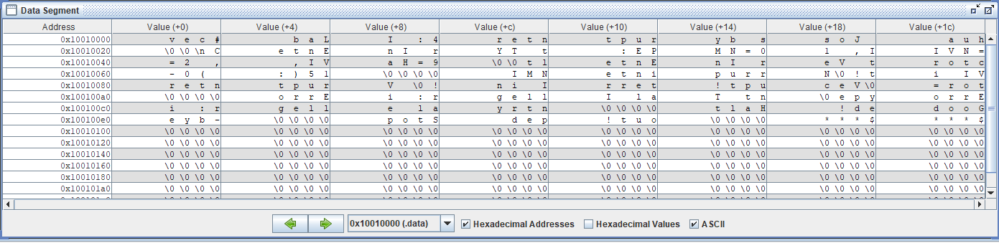 Data Segment
Address Value (+0) Value (+4) Value (+8) Value (+c) Value (+10) Value (+14) Value (+18) Value (+1c)
0x10010000 v e c # b a L I : 4 r e t n t p u r y b s s o J a u h
0x10010020 \0 \0 \n C e t n E n I r Y T t : E P M N = 0 l , I I V N =
0x10010040 = 2 , , I V a H = 9 \0 \0 t l e t n E n I r e V t r o t c
0x10010060 - 0 ( : ) 5 1 \0 \0 \0 \0 I M N e t n i p u r r N \0 ! t i I V
0x10010080 r e t n t p u r V \0 ! n i I r r e t ! t p u c e V \0 = r o t
0x100100a0 \0 \0 \0 \0 o r r E i : r g e l l I l a T t n \0 e p y o r r E
0x100100c0 i : r g e l l e l a y r t n \0 \0 \0 \0 t l a H ! d e d o o G
0x100100e0 e y b - \0 \0 \0 \0 p o t S d e p ! t u o \0 \0 \0 \0 * * * $ * * * $
0x10010100 \0 \0 \0 \0 \0 \0 \0 \0 \0 \0 \0 \0 \0 \0 \0 \0 \0 \0 \0 \0 \0 \0 \0 \0 \0 \0 \0 \0 \0 \0 \0 \0
0x10010120 \0 \0 \0 \0 \0 \0 \0 \0 \0 \0 \0 \0 \0 \0 \0 \0 \0 \0 \0 \0 \0 \0 \0 \0 \0 \0 \0 \0 \0 \0 \0 \0
0x10010140 \0 \0 \0 \0 \0 \0 \0 \0 \0 \0 \0 \0 \0 \0 \0 \0 \0 \0 \0 \0 \0 \0 \0 \0 \0 \0 \0 \0 \0 \0 \0 \0
0x10010160 \0 \0 \0 \0 \0 \0 \0 \0 \0 \0 \0 \0 \0 \0 \0 \0 \0 \0 \0 \0 \0 \0 \0 \0 \0 \0 \0 \0 \0 \0 \0 \0
0x10010180 \0 \0 \0 \0 \0 \0 \0 \0 \0 \0 \0 \0 \0 \0 \0 \0 \0 \0 \0 \0 \0 \0 \0 \0 \0 \0 \0 \0 \0 \0 \0 \0
0x100101a0 \0 \0 \0 \0 \0 \0 \0 \0 \0 \0 \0 \0 \0 \0 \0 \0 \0 \0 \0 \0 \0 \0 \0 \0 \0 \0 \0 \0 \0 \0 \0 \0
0x10010000 (.data) Hexadecimal Addresses Hexadecimal Values ASCII